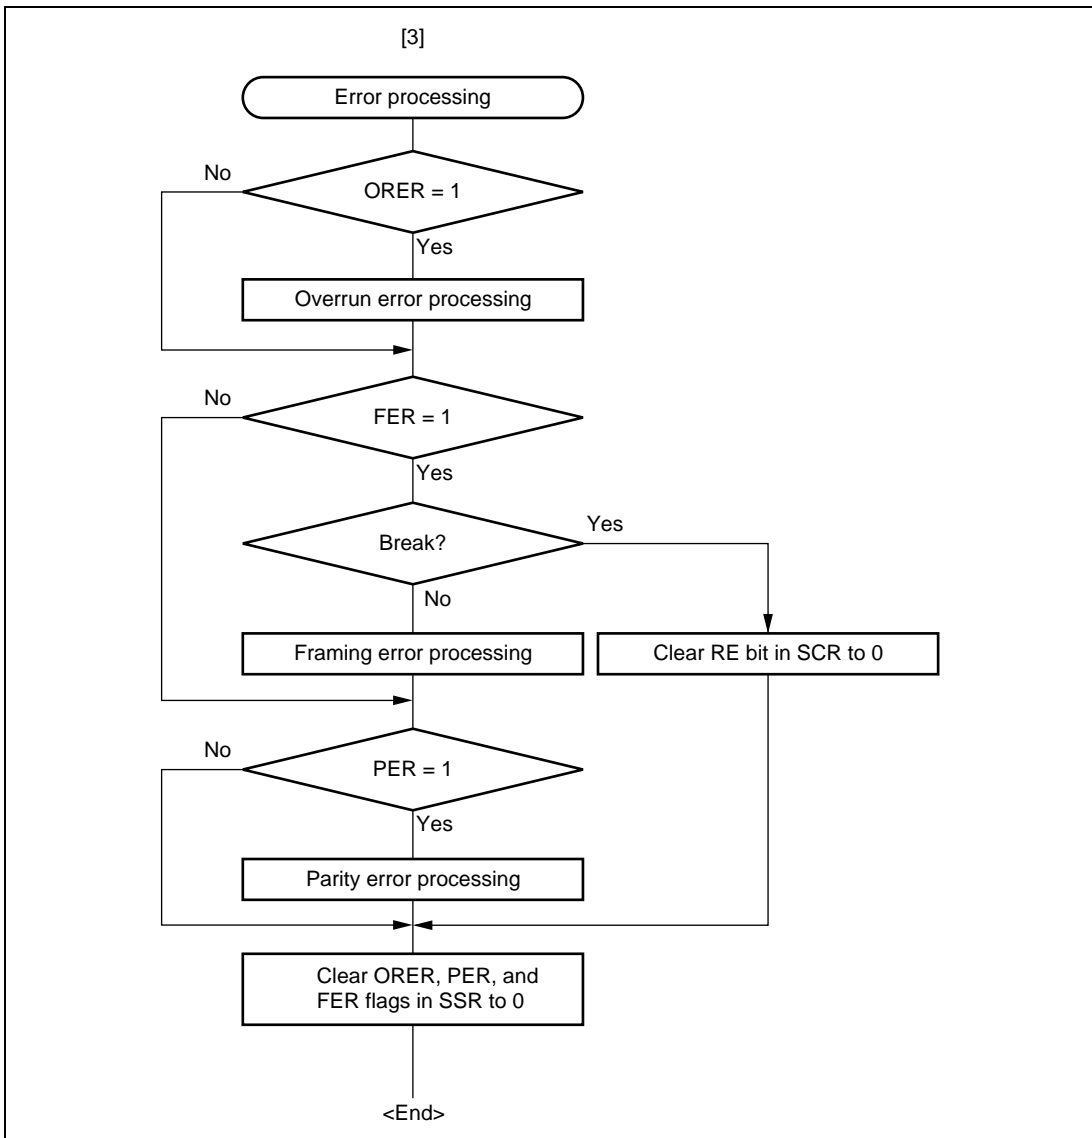 [3]
Error processing
No
ORER = 1
Yes
Overrun error processing
No
FER = 1
Yes
Yes
Break?
No
Framing error processing
Clear RE bit in SCR to 0
No
PER = 1
Yes
Parity error processing
Clear ORER, PER, and
FER flags in SSR to 0
<End>